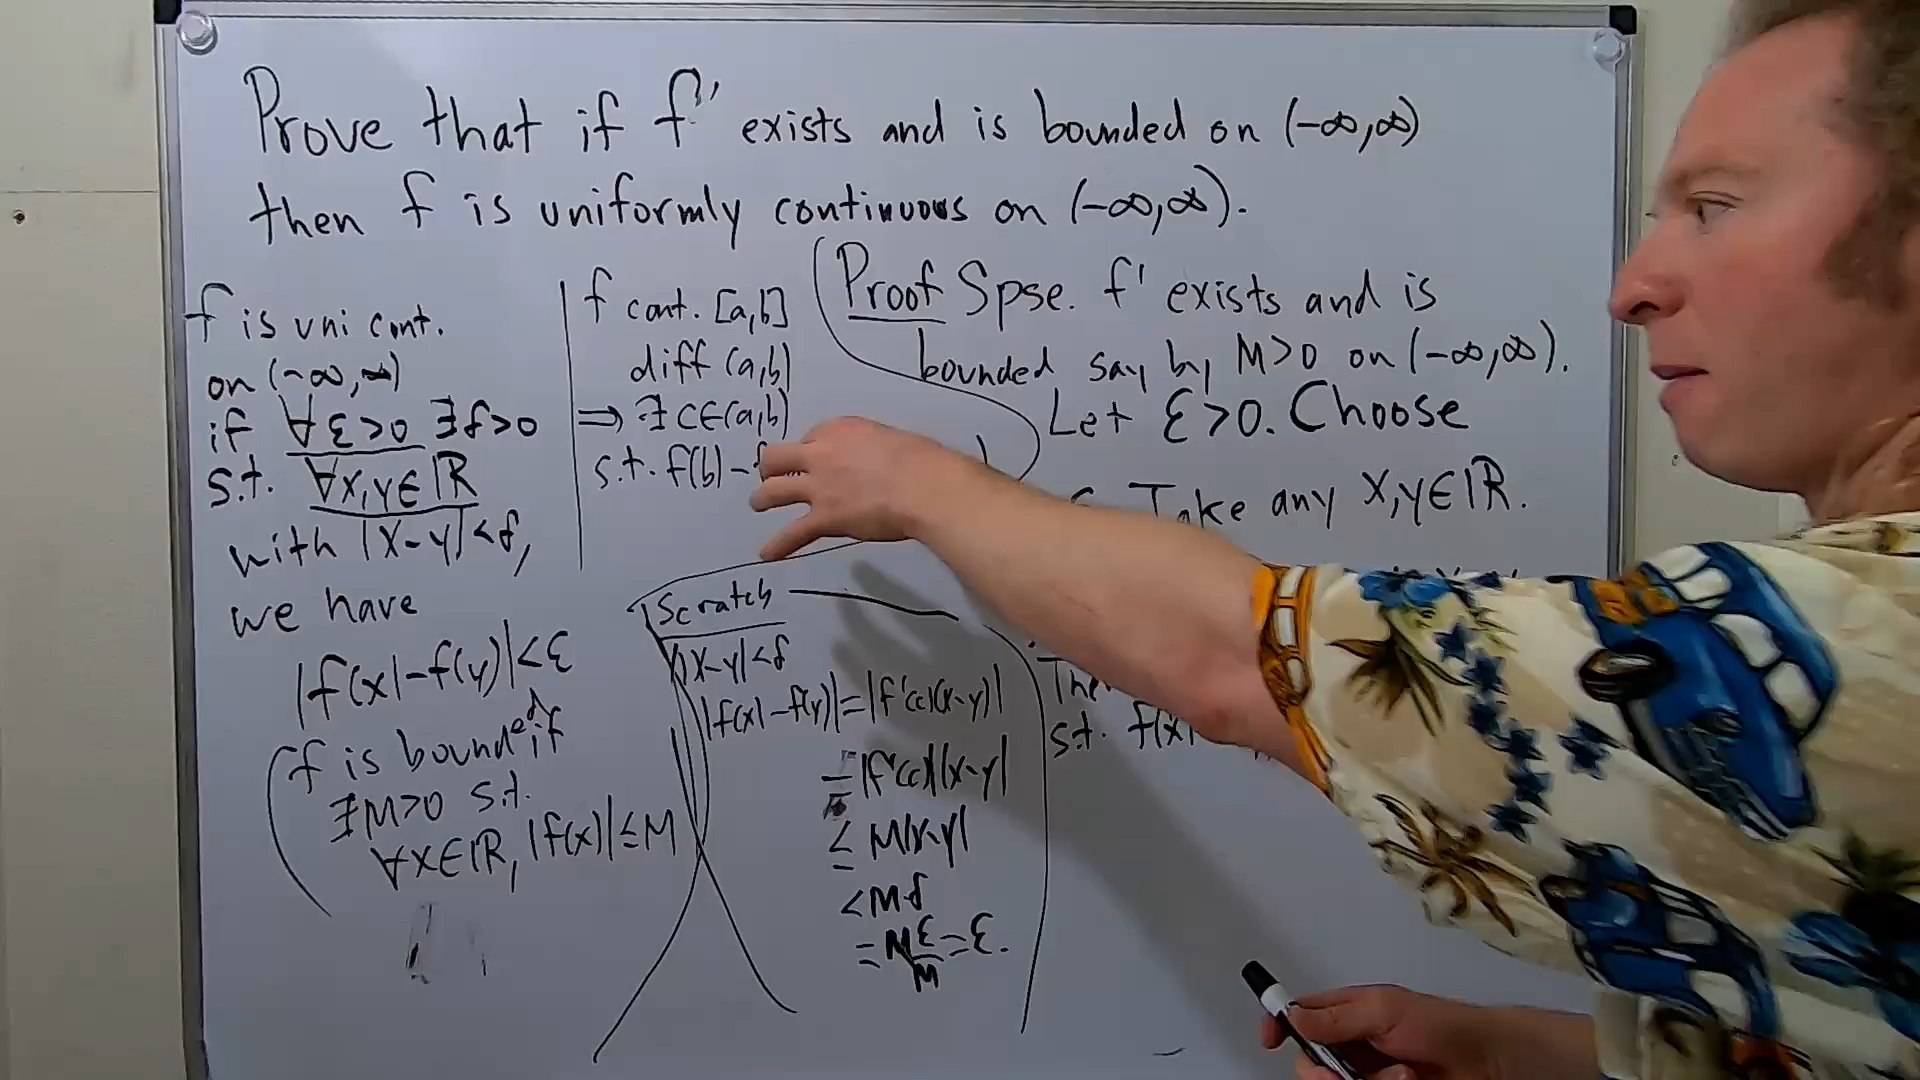 Prove that if f' exists and is bounded on (-∞,∞)
then f is uniformly continuous on (-∞,∞).
f is uni cont.
on (-∞,∞)
if ∀ε>0 ∃δ>0
s.t. ∀x,y∈ℝ
with |x-y|<δ,
we have
|f(x)-f(y)|<ε
f is bounded if
∃M>0 s.t.
∀x∈ℝ, |f(x)|≤M
f cont. [a,b]
diff (a,b)
⟹ ∃c∈(a,b)
s.t. f(b)-f
Scratch
|x-y|<δ
|f(x)-f(y)|=|f'(c)(x-y)|
=|f'(c)||x-y|
≤M|x-y|
<Mδ
=M ε/M=ε.
Proof Spse. f' exists and is
bounded say by M>0 on (-∞,∞).
Let ε>0. Choose
Take any x,y∈ℝ.
s.t. f(x)